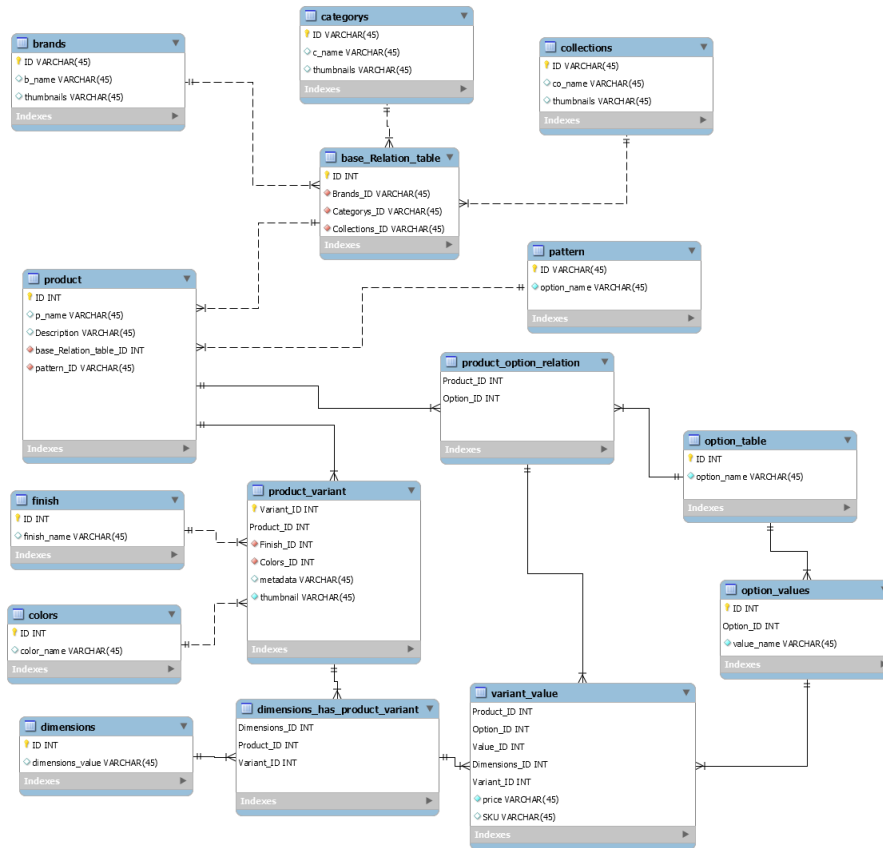 categorys
ID VARCHAR(45)
c_name VARCHAR(45)
thumbnails VARCHAR(45)
Indexes
brands
ID VARCHAR(45)
b_name VARCHAR(45)
thumbnails VARCHAR(45)
Indexes
collections
ID VARCHAR(45)
co_name VARCHAR(45)
thumbnails VARCHAR(45)
Indexes
base_Relation_table
ID INT
Brands_ID VARCHAR(45)
Categorys_ID VARCHAR(45)
Collections_ID VARCHAR(45)
Indexes
pattern
ID VARCHAR(45)
option_name VARCHAR(45)
Indexes
product
ID INT
p_name VARCHAR(45)
Description VARCHAR(45)
base_Relation_table_ID INT
pattern_ID VARCHAR(45)
Indexes
product_option_relation
Product_ID INT
Option_ID INT
Indexes
option_table
ID INT
option_name VARCHAR(45)
Indexes
product_variant
Variant_ID INT
Product_ID INT
Finish_ID INT
Colors_ID INT
metadata VARCHAR(45)
thumbnail VARCHAR(45)
Indexes
finish
ID INT
finish_name VARCHAR(45)
Indexes
option_values
ID INT
Option_ID INT
value_name VARCHAR(45)
Indexes
colors
ID INT
color_name VARCHAR(45)
Indexes
variant_value
Product_ID INT
Option_ID INT
Value_ID INT
Dimensions_ID INT
Variant_ID INT
price VARCHAR(45)
SKU VARCHAR(45)
Indexes
dimensions_has_product_variant
Dimensions_ID INT
Product_ID INT
Variant_ID INT
Indexes
dimensions
ID INT
dimensions_value VARCHAR(45)
Indexes